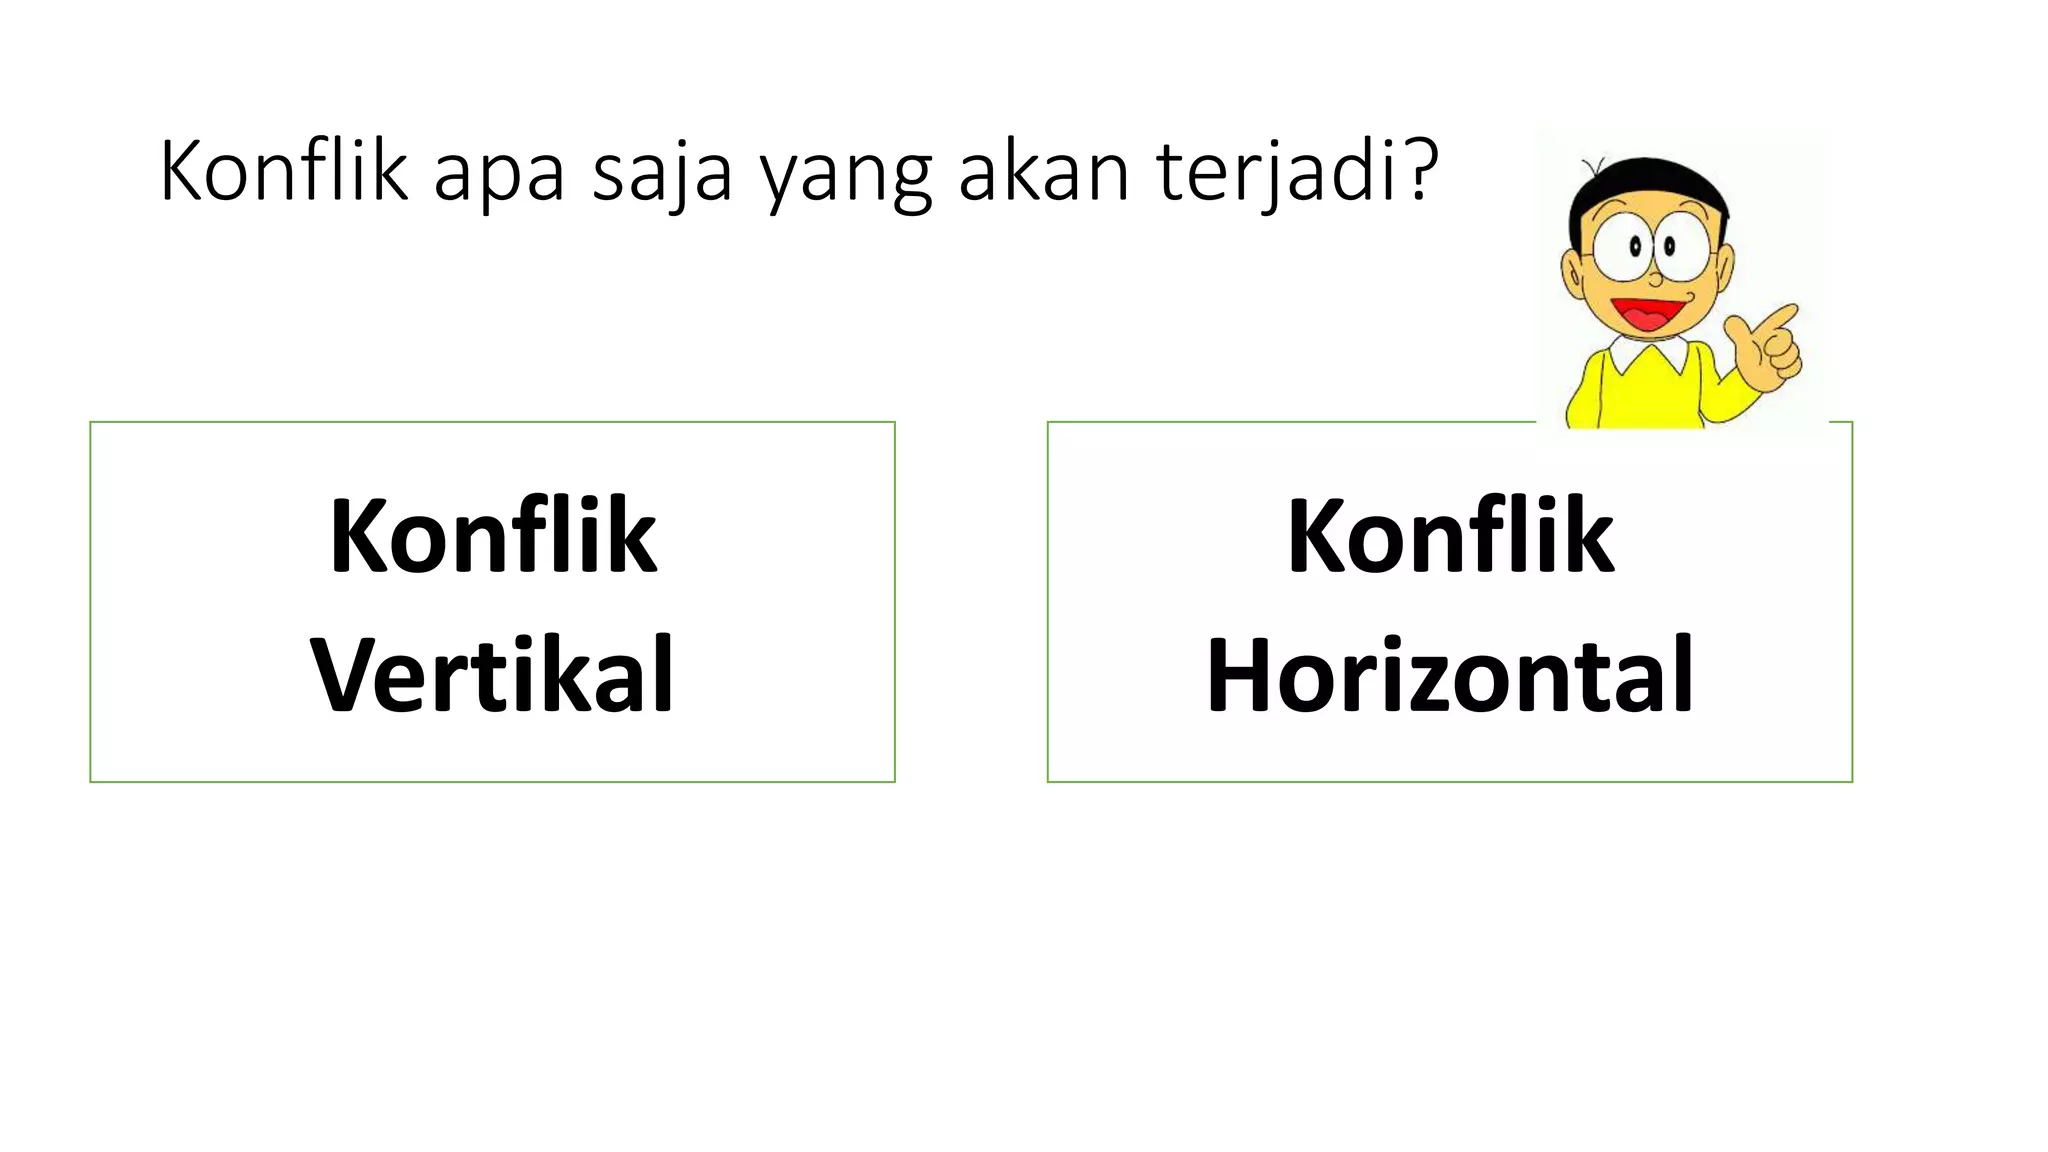 Konflik apa saja yang akan terjadi?
Konflik
Vertikal
Konflik
Horizontal